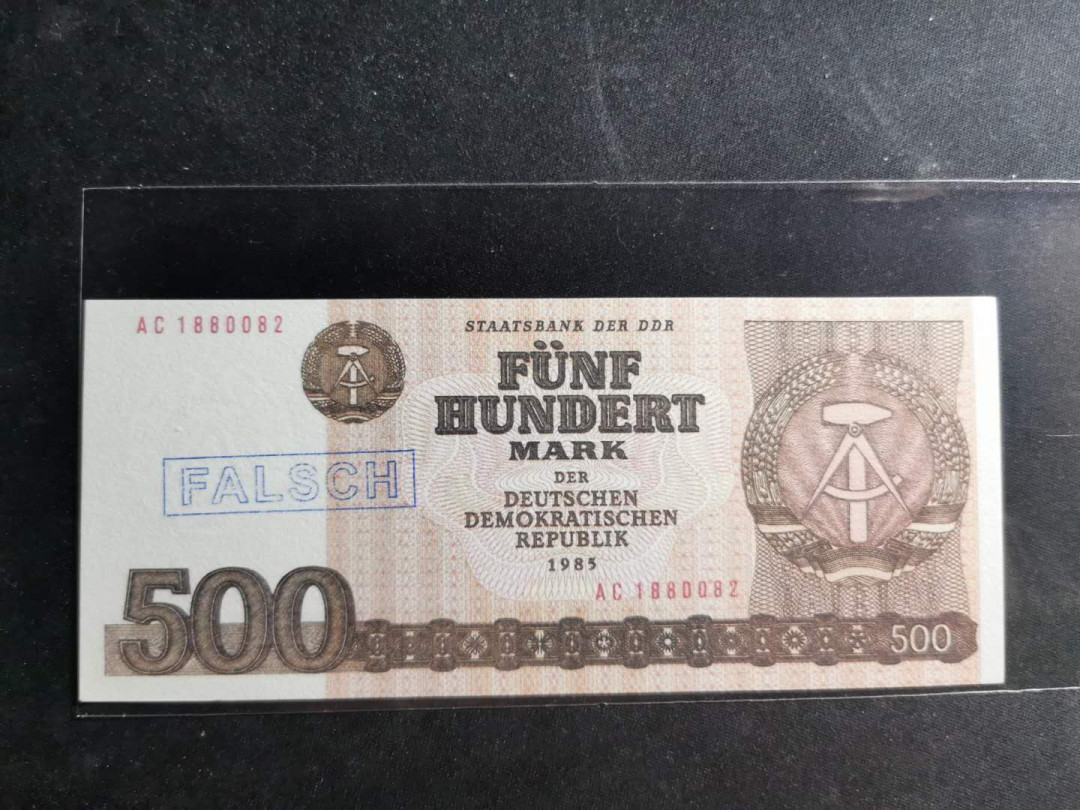 AC 1880082
STAATSBANK DER DDR
FÜNF
HUNDERT
MARK
DER
DEUTSCHEN
DEMOKRATISCHEN
REPUBLIK
1985
FALSCH
AC 1880082
500
500